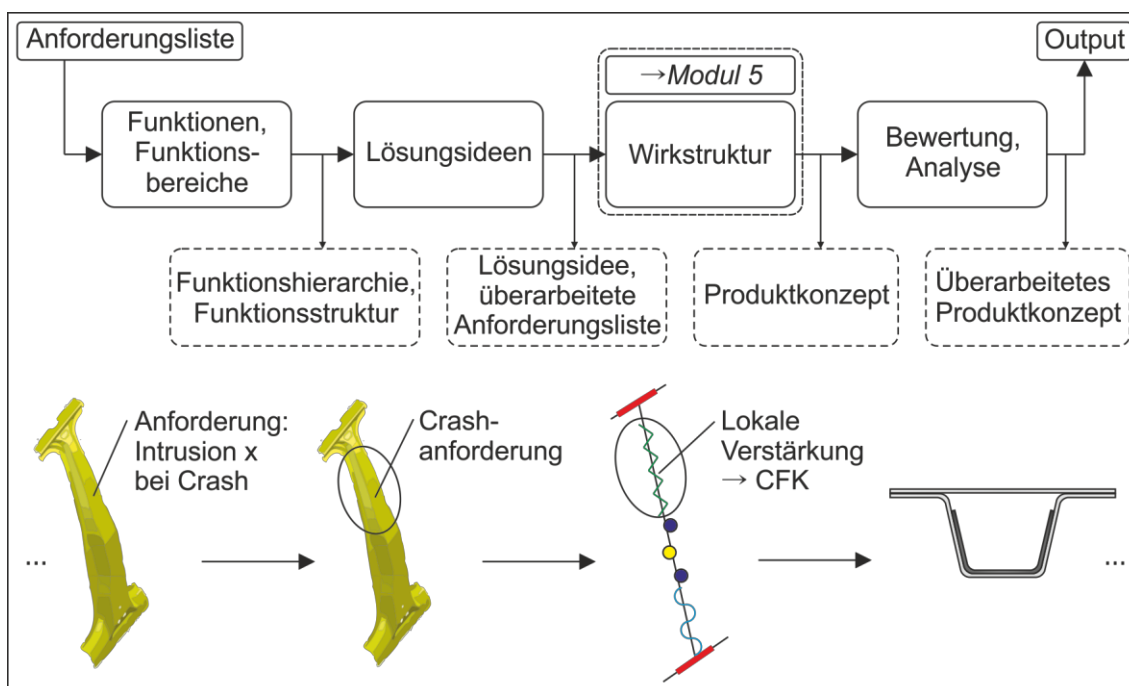 Anforderungsliste
Output
→Modul 5
Funktionen,
Funktions-
bereiche
Lösungsideen
Wirkstruktur
Bewertung,
Analyse
Funktionshierarchie,
Funktionsstruktur
Lösungsidee,
überarbeitete
Anforderungsliste
Produktkonzept
Überarbeitetes
Produktkonzept
Anforderung:
Intrusion x
bei Crash
Crash-
anforderung
Lokale
Verstärkung
→ CFK
...
...